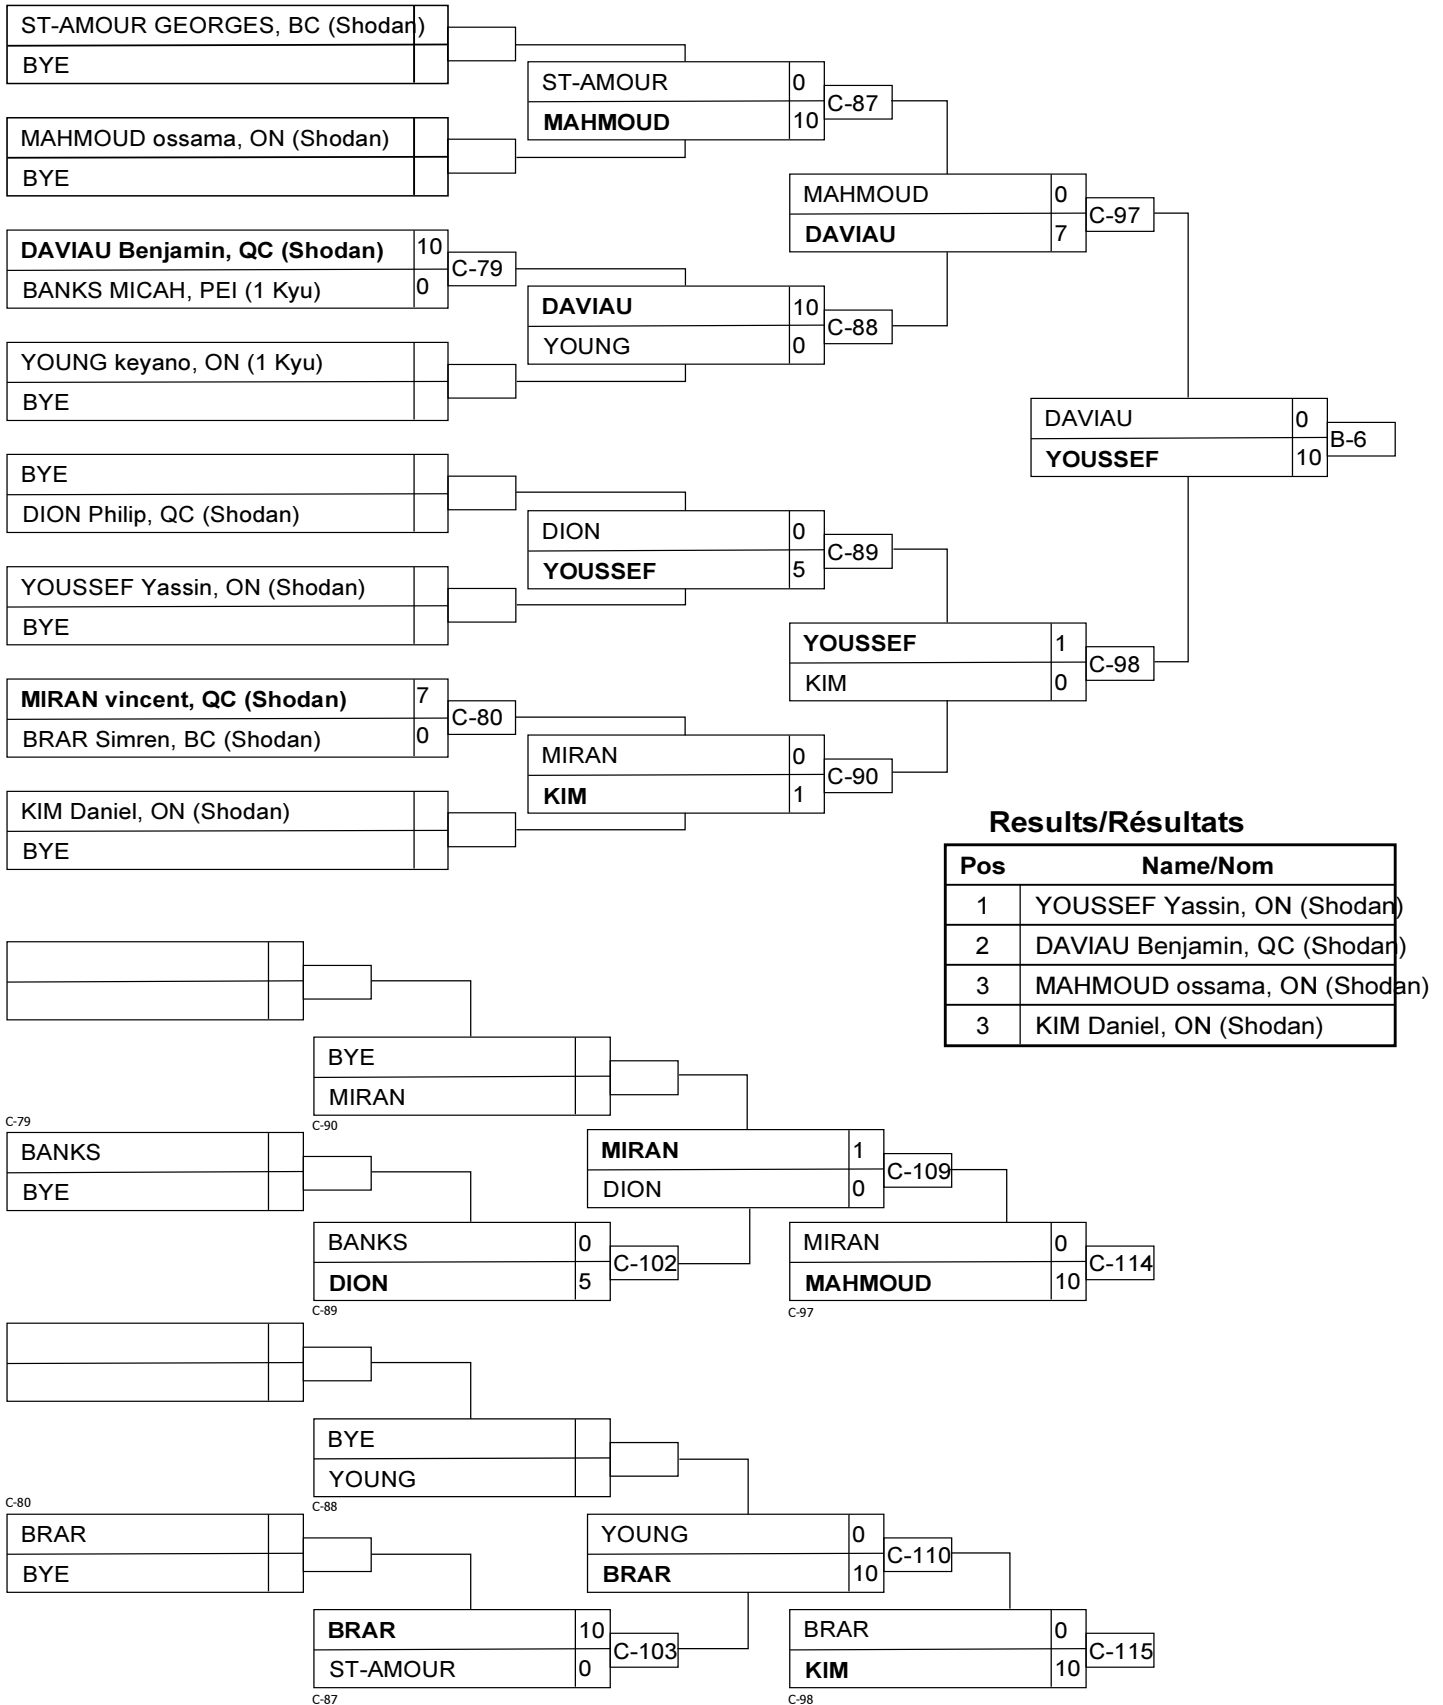 ST-AMOUR GEORGES, BC (Shodan)
BYE
MAHMOUD ossama, ON (Shodan)
BYE
DAVIAU Benjamin, QC (Shodan) 10
BANKS MICAH, PEI (1 Kyu) 0
C-79
YOUNG keyano, ON (1 Kyu)
BYE
BYE
DION Philip, QC (Shodan)
YOUSSEF Yassin, ON (Shodan)
BYE
MIRAN vincent, QC (Shodan) 7
BRAR Simren, BC (Shodan) 0
C-80
KIM Daniel, ON (Shodan)
BYE
ST-AMOUR 0
MAHMOUD 10
C-87
DAVIAU 10
YOUNG 0
C-88
DION 0
YOUSSEF 5
C-89
MIRAN 0
KIM 1
C-90
MAHMOUD 0
DAVIAU 7
C-97
YOUSSEF 1
KIM 0
C-98
DAVIAU 0
YOUSSEF 10
B-6
Results/Résultats
Pos Name/Nom
1 YOUSSEF Yassin, ON (Shodan)
2 DAVIAU Benjamin, QC (Shodan)
3 MAHMOUD ossama, ON (Shodan)
3 KIM Daniel, ON (Shodan)
BYE
MIRAN
C-90
C-79
BANKS
BYE
BANKS 0
DION 5
C-102
C-89
MIRAN 1
DION 0
C-109
MIRAN 0
MAHMOUD 10
C-114
C-97
BYE
YOUNG
C-88
C-80
BRAR
BYE
BRAR 10
ST-AMOUR 0
C-103
C-87
YOUNG 0
BRAR 10
C-110
BRAR 0
KIM 10
C-115
C-98